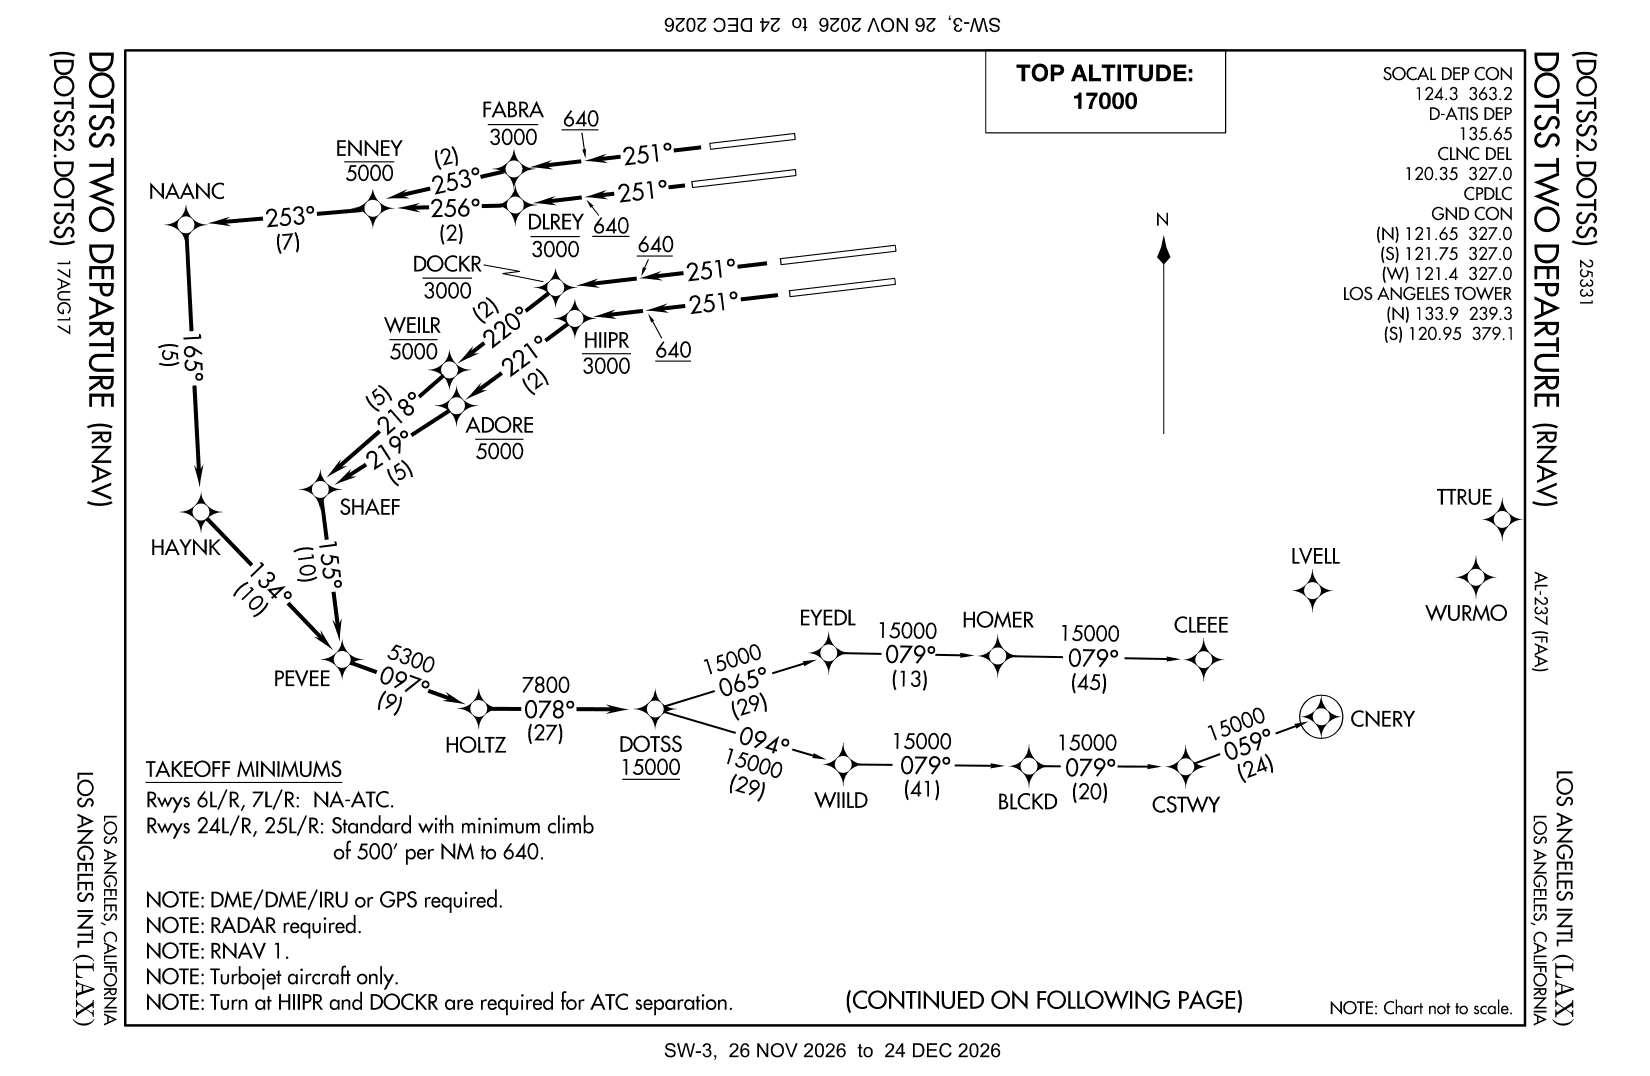 SW-3, 26 NOV 2026 to 24 DEC 2026
(DOTSS2.DOTSS) 17AUG17
DOTSS TWO DEPARTURE (RNAV)
LOS ANGELES INTL (LAX)
LOS ANGELES, CALIFORNIA
TOP ALTITUDE:
17000
SOCAL DEP CON
124.3 363.2
D-ATIS DEP
135.65
CLNC DEL
120.35 327.0
CPDLC
GND CON
(N) 121.65 327.0
(S) 121.75 327.0
(W) 121.4 327.0
LOS ANGELES TOWER
(N) 133.9 239.3
(S) 120.95 379.1
(DOTSS2.DOTSS) 25331
DOTSS TWO DEPARTURE (RNAV)
AL-237 (FAA)
LOS ANGELES INTL (LAX)
LOS ANGELES, CALIFORNIA
FABRA
3000
640
251°
ENNEY
5000
(2)
253°
NAANC
253°
(7)
256°
(2)
251°
DLREY
3000
640
DOCKR
3000
640
251°
N
251°
(2)
220°
WEILR
5000
HIIPR
3000
640
221°
(2)
165°
(5)
(5)
218°
219°
(5)
ADORE
5000
SHAEF
HAYNK
155°
(10)
134°
(10)
TTRUE
LVELL
WURMO
PEVEE
5300
097°
(9)
HOLTZ
7800
078°
(27)
DOTSS
15000
15000
065°
(29)
EYEDL
15000
079°
(13)
HOMER
15000
079°
(45)
CLEEE
094°
15000
(29)
WIILD
15000
079°
(41)
BLCKD
15000
079°
(20)
CSTWY
15000
059°
(24)
CNERY
TAKEOFF MINIMUMS
Rwys 6L/R, 7L/R: NA-ATC.
Rwys 24L/R, 25L/R: Standard with minimum climb
of 500' per NM to 640.
NOTE: DME/DME/IRU or GPS required.
NOTE: RADAR required.
NOTE: RNAV 1.
NOTE: Turbojet aircraft only.
NOTE: Turn at HIIPR and DOCKR are required for ATC separation.
(CONTINUED ON FOLLOWING PAGE)
NOTE: Chart not to scale.
SW-3, 26 NOV 2026 to 24 DEC 2026